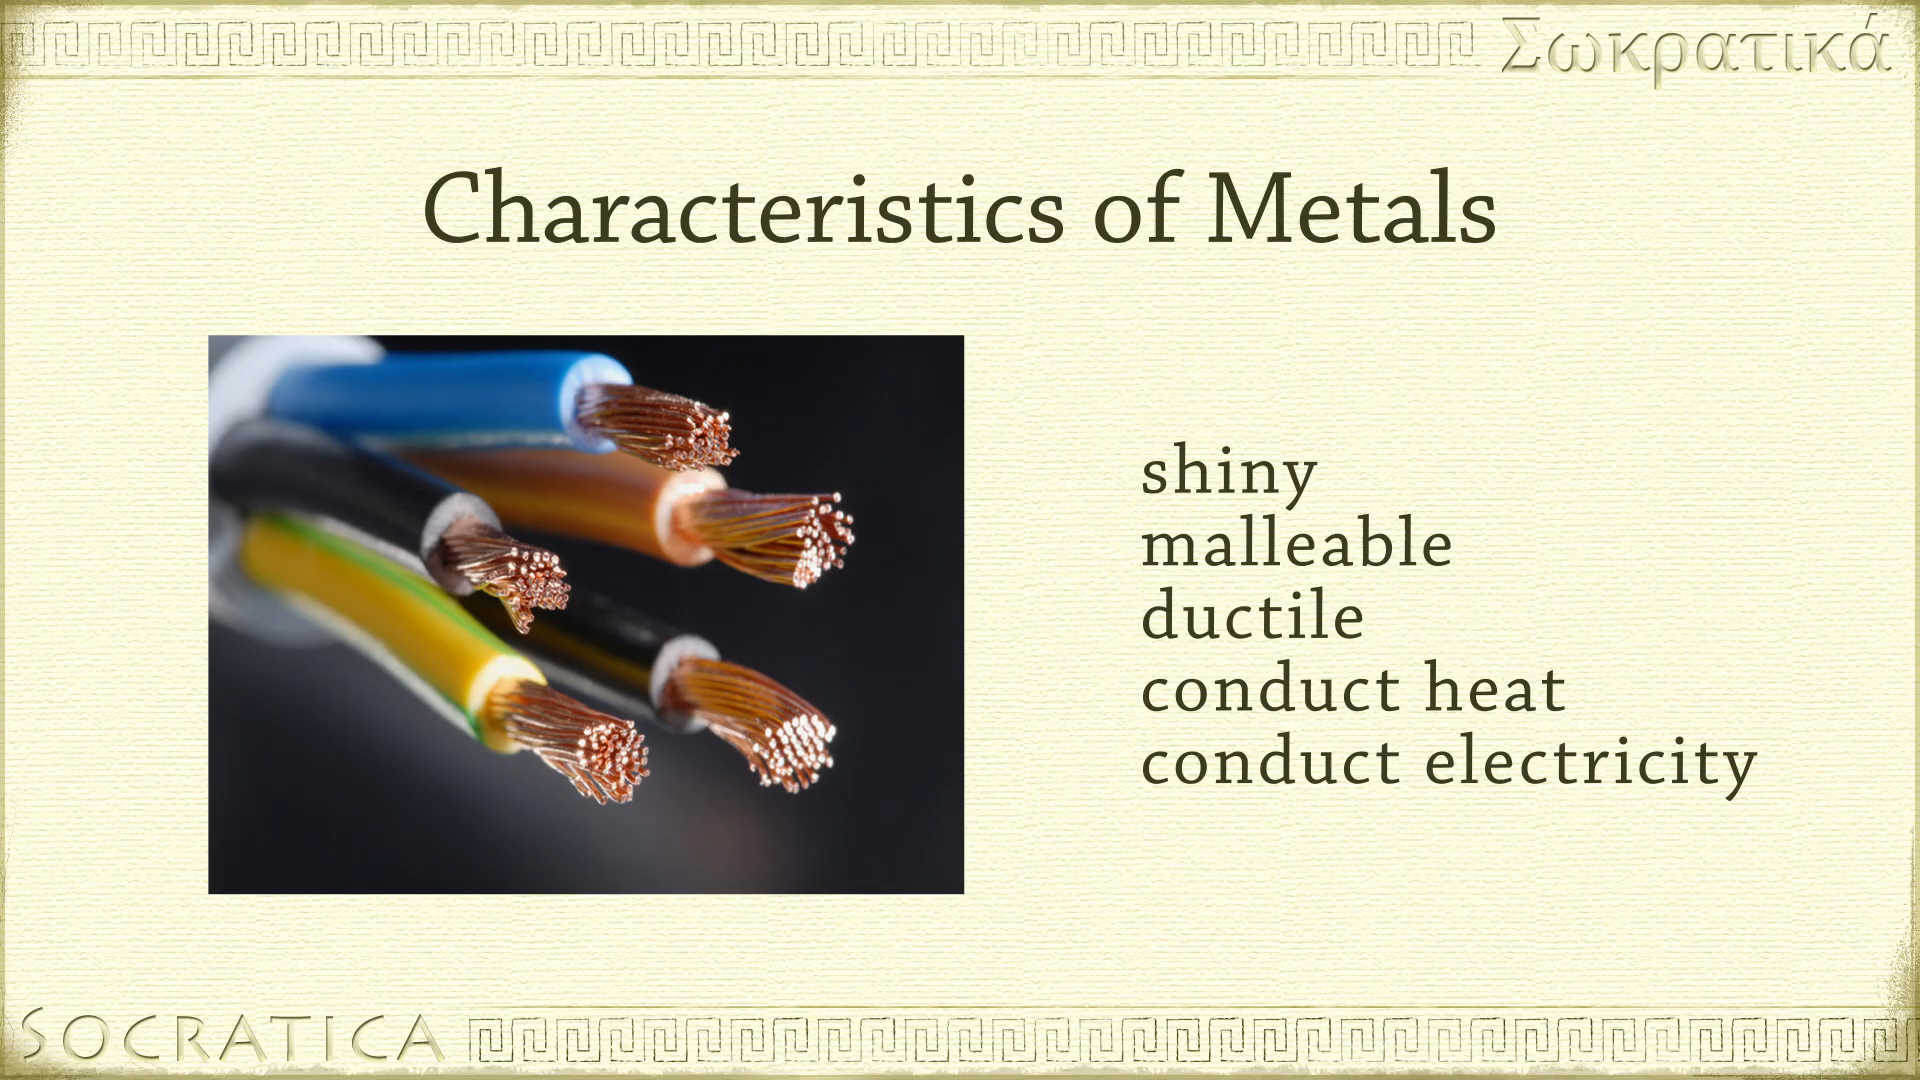 Σωκρατικά
Characteristics of Metals
shiny
malleable
ductile
conduct heat
conduct electricity
SOCRATICA